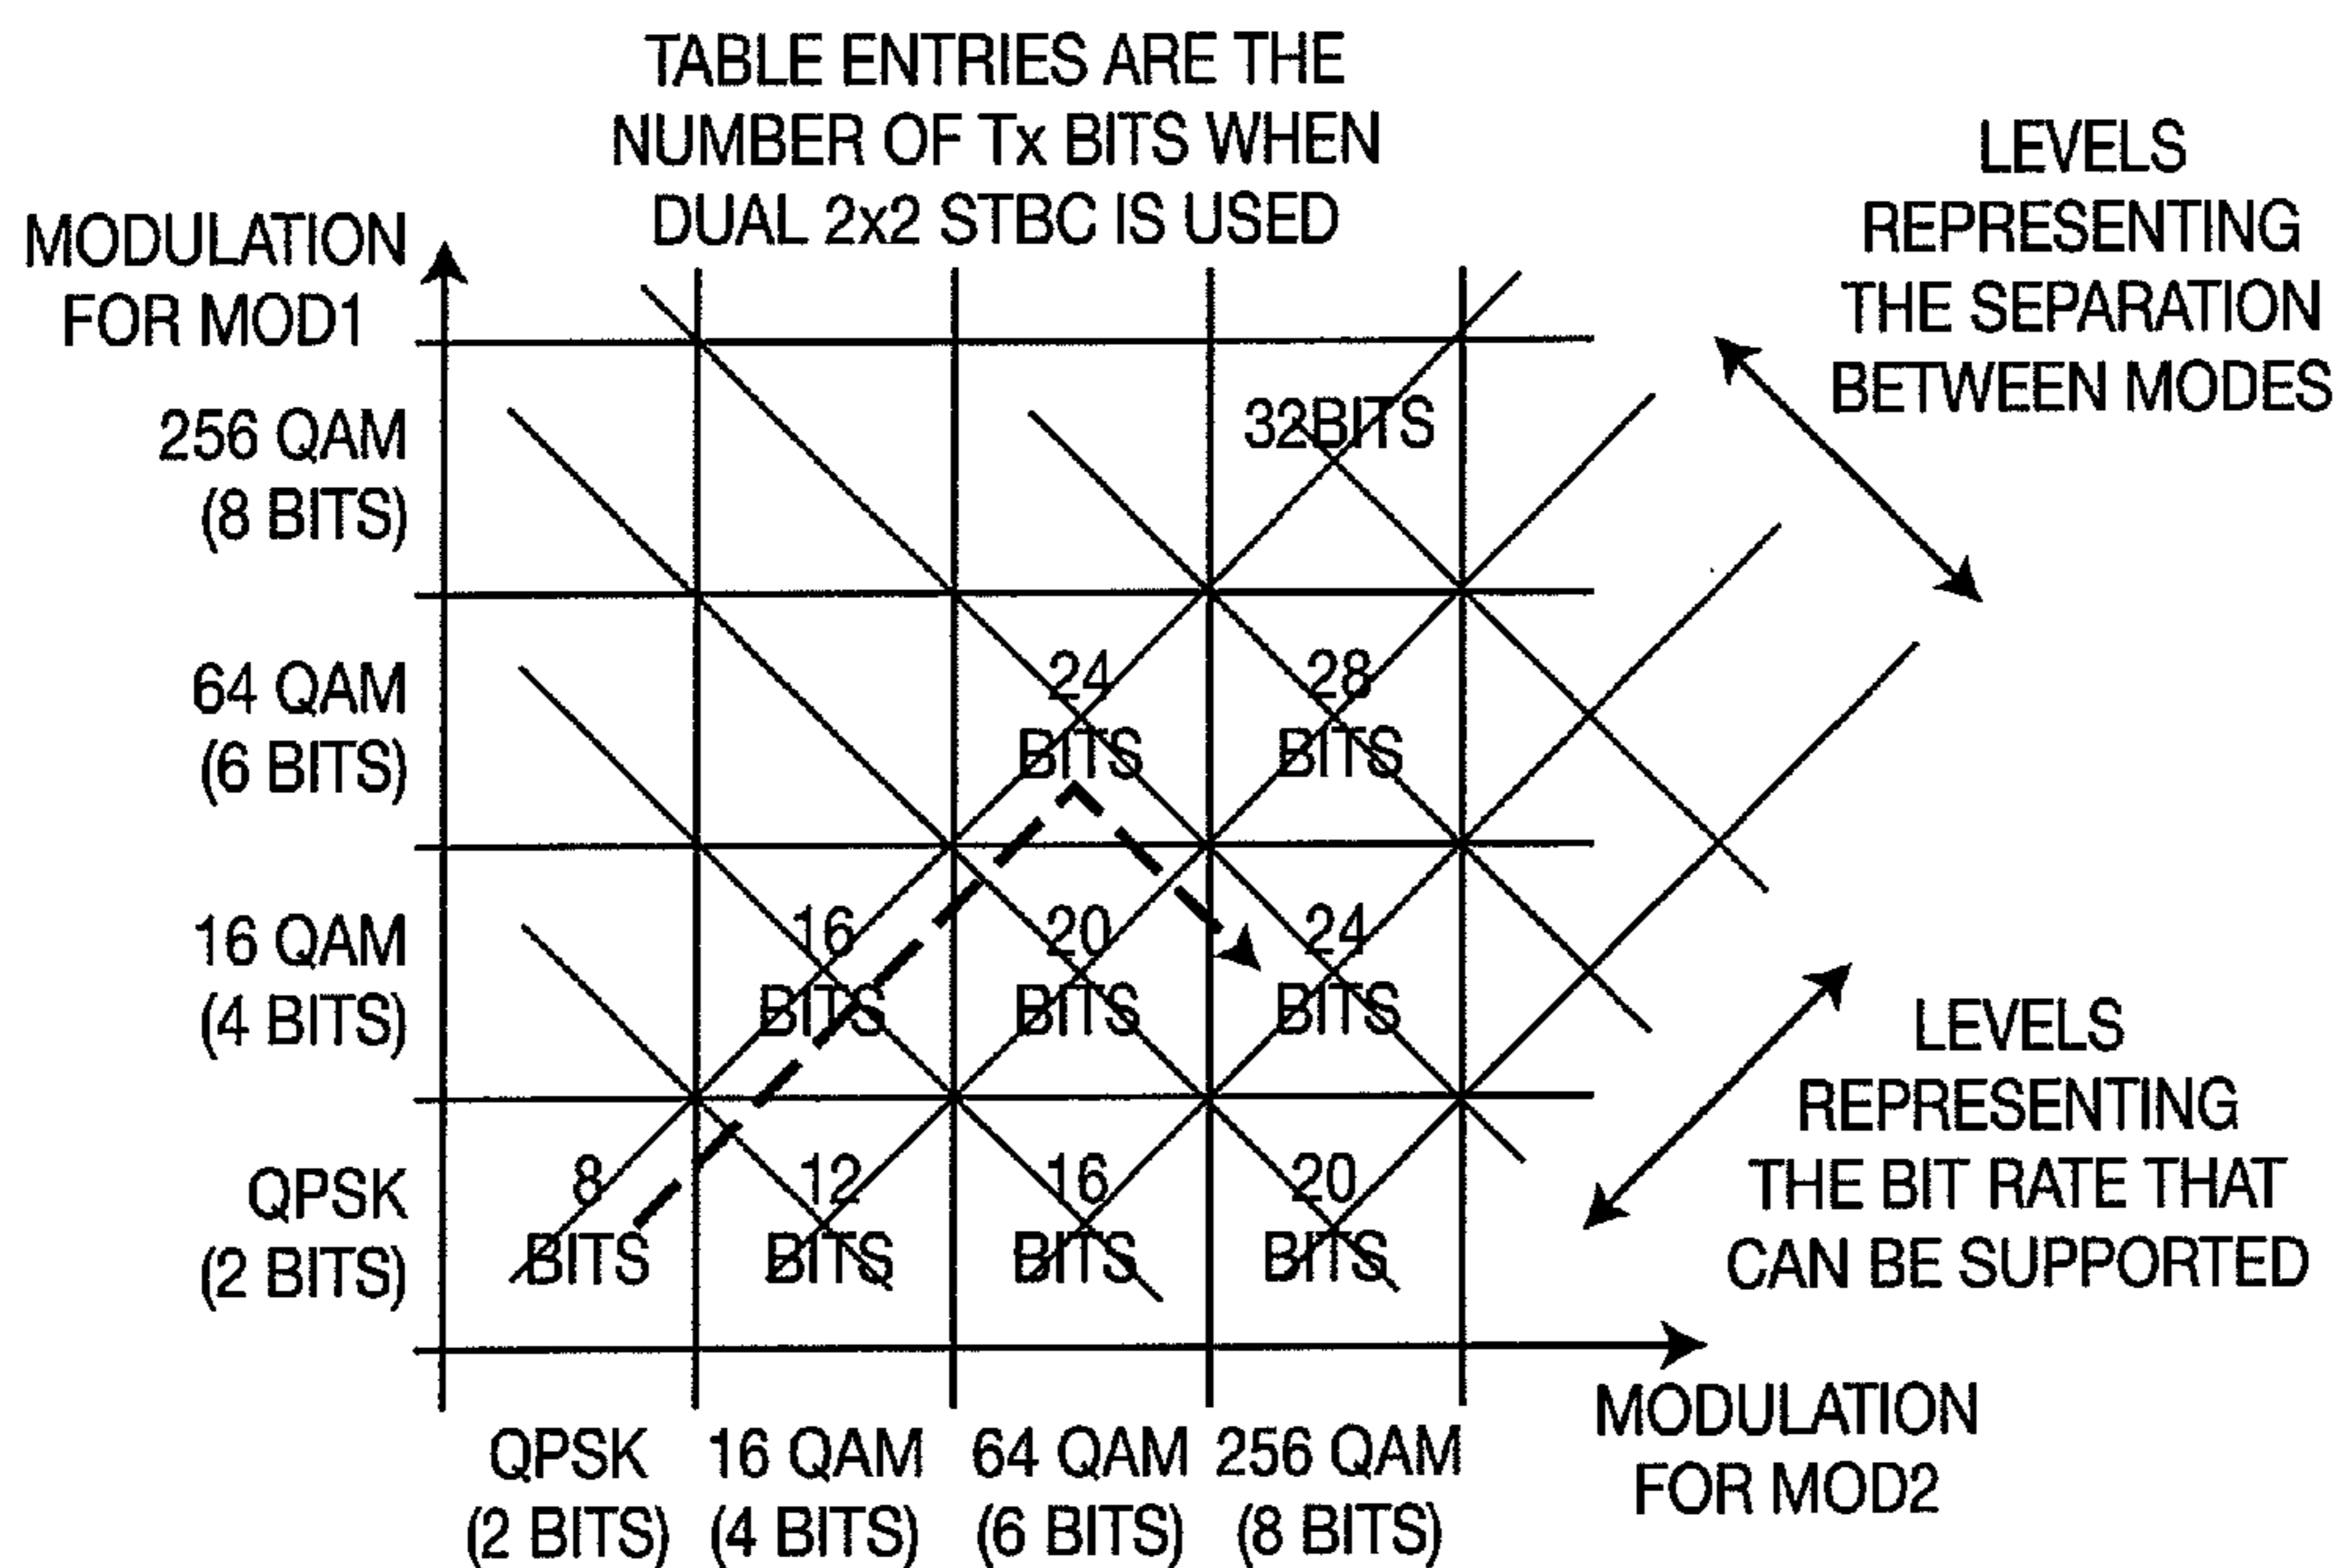 TABLE ENTRIES ARE THE
NUMBER OF Tx BITS WHEN
DUAL 2x2 STBC IS USED
LEVELS
REPRESENTING
THE SEPARATION
BETWEEN MODES
MODULATION
FOR MOD1
256 QAM
(8 BITS)
32BITS
64 QAM
(6 BITS)
24
BITS
28
BITS
16 QAM
(4 BITS)
16
BITS
20
BITS
24
BITS
QPSK
(2 BITS)
8
BITS
12
BITS
16
BITS
20
BITS
LEVELS
REPRESENTING
THE BIT RATE THAT
CAN BE SUPPORTED
QPSK
(2 BITS)
16 QAM
(4 BITS)
64 QAM
(6 BITS)
256 QAM
(8 BITS)
MODULATION
FOR MOD2